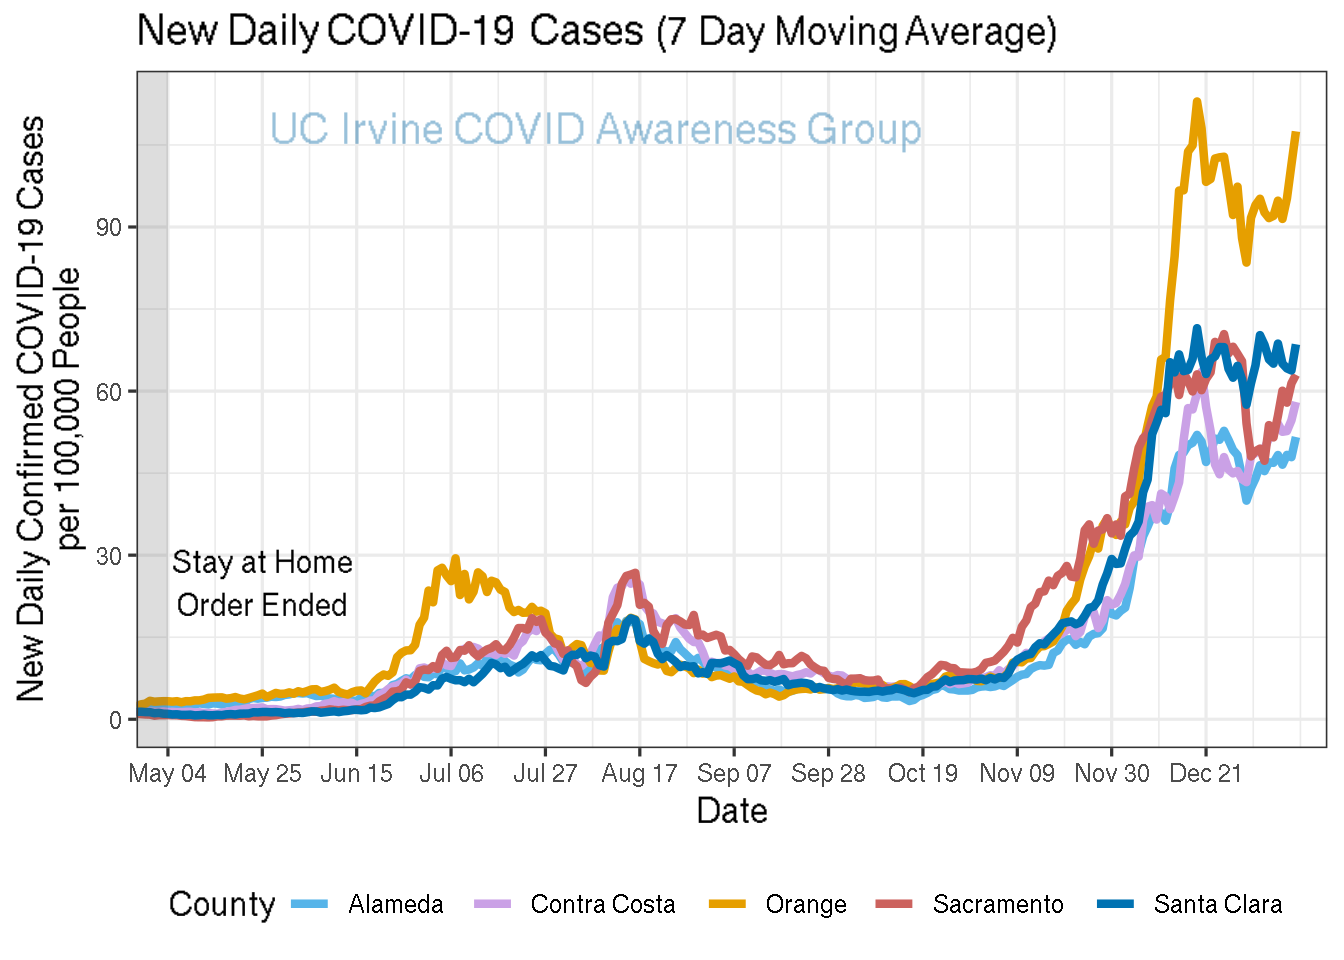 New Daily COVID-19 Cases (7 Day Moving Average)
UC Irvine COVID Awareness Group
New Daily Confirmed COVID-19 Cases
per 100,000 People
90
60
30
0
Stay at Home
Order Ended
May 04 May 25 Jun 15 Jul 06 Jul 27 Aug 17 Sep 07 Sep 28 Oct 19 Nov 09 Nov 30 Dec 21
Date
County Alameda Contra Costa Orange Sacramento Santa Clara